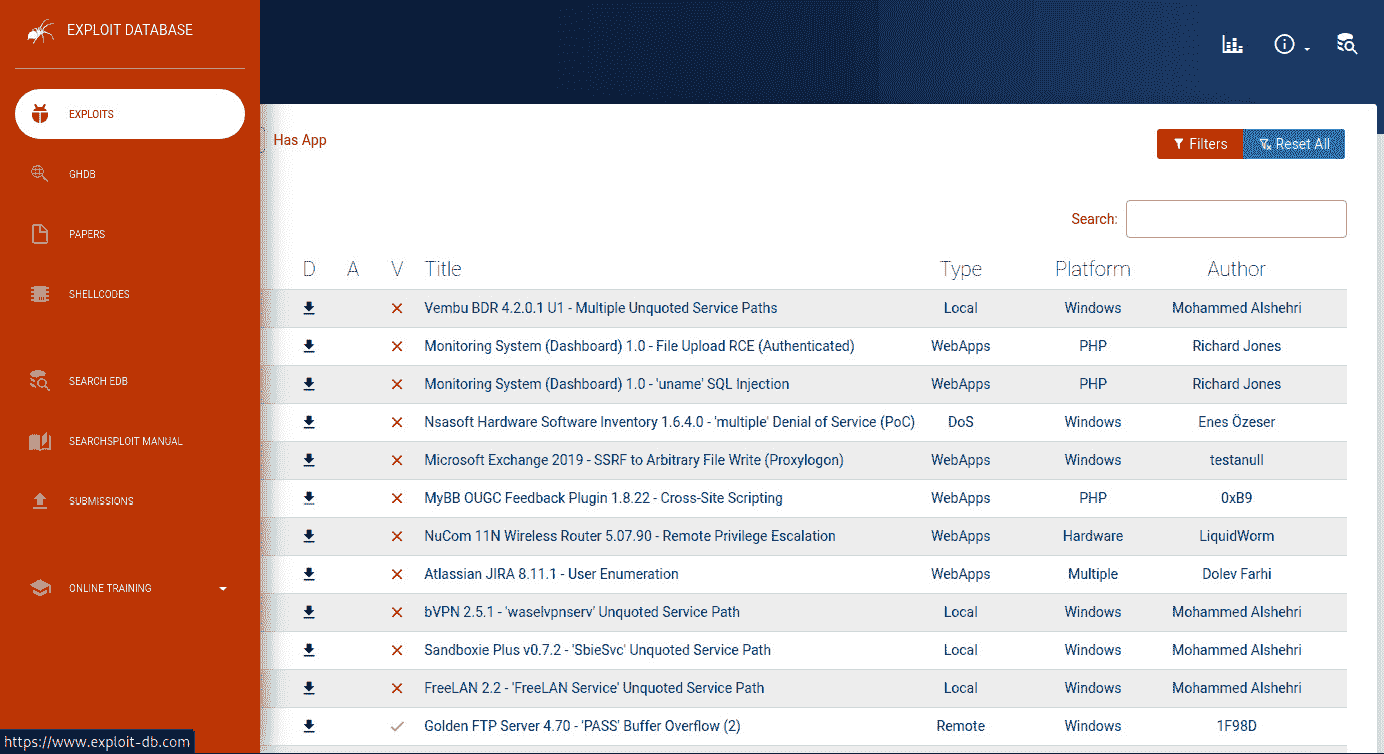 EXPLOIT DATABASE
EXPLOITS
GHDB
PAPERS
SHELLCODES
SEARCH EDB
SEARCHSPLOIT MANUAL
SUBMISSIONS
ONLINE TRAINING
Has App
Filters Reset All
Search:
D A V Title Type Platform Author
Vembu BDR 4.2.0.1 U1 - Multiple Unquoted Service Paths Local Windows Mohammed Alshehri
Monitoring System (Dashboard) 1.0 - File Upload RCE (Authenticated) WebApps PHP Richard Jones
Monitoring System (Dashboard) 1.0 - 'uname' SQL Injection WebApps PHP Richard Jones
Nsasoft Hardware Software Inventory 1.6.4.0 - 'multiple' Denial of Service (PoC) DoS Windows Enes Özeser
Microsoft Exchange 2019 - SSRF to Arbitrary File Write (Proxylogon) WebApps Windows testanull
MyBB OUGC Feedback Plugin 1.8.22 - Cross-Site Scripting WebApps PHP 0xB9
NuCom 11N Wireless Router 5.07.90 - Remote Privilege Escalation WebApps Hardware LiquidWorm
Atlassian JIRA 8.11.1 - User Enumeration WebApps Multiple Dolev Farhi
bVPN 2.5.1 - 'waselvpnserv' Unquoted Service Path Local Windows Mohammed Alshehri
Sandboxie Plus v0.7.2 - 'SbieSvc' Unquoted Service Path Local Windows Mohammed Alshehri
FreeLAN 2.2 - 'FreeLAN Service' Unquoted Service Path Local Windows Mohammed Alshehri
Golden FTP Server 4.70 - 'PASS' Buffer Overflow (2) Remote Windows 1F98D
https://www.exploit-db.com